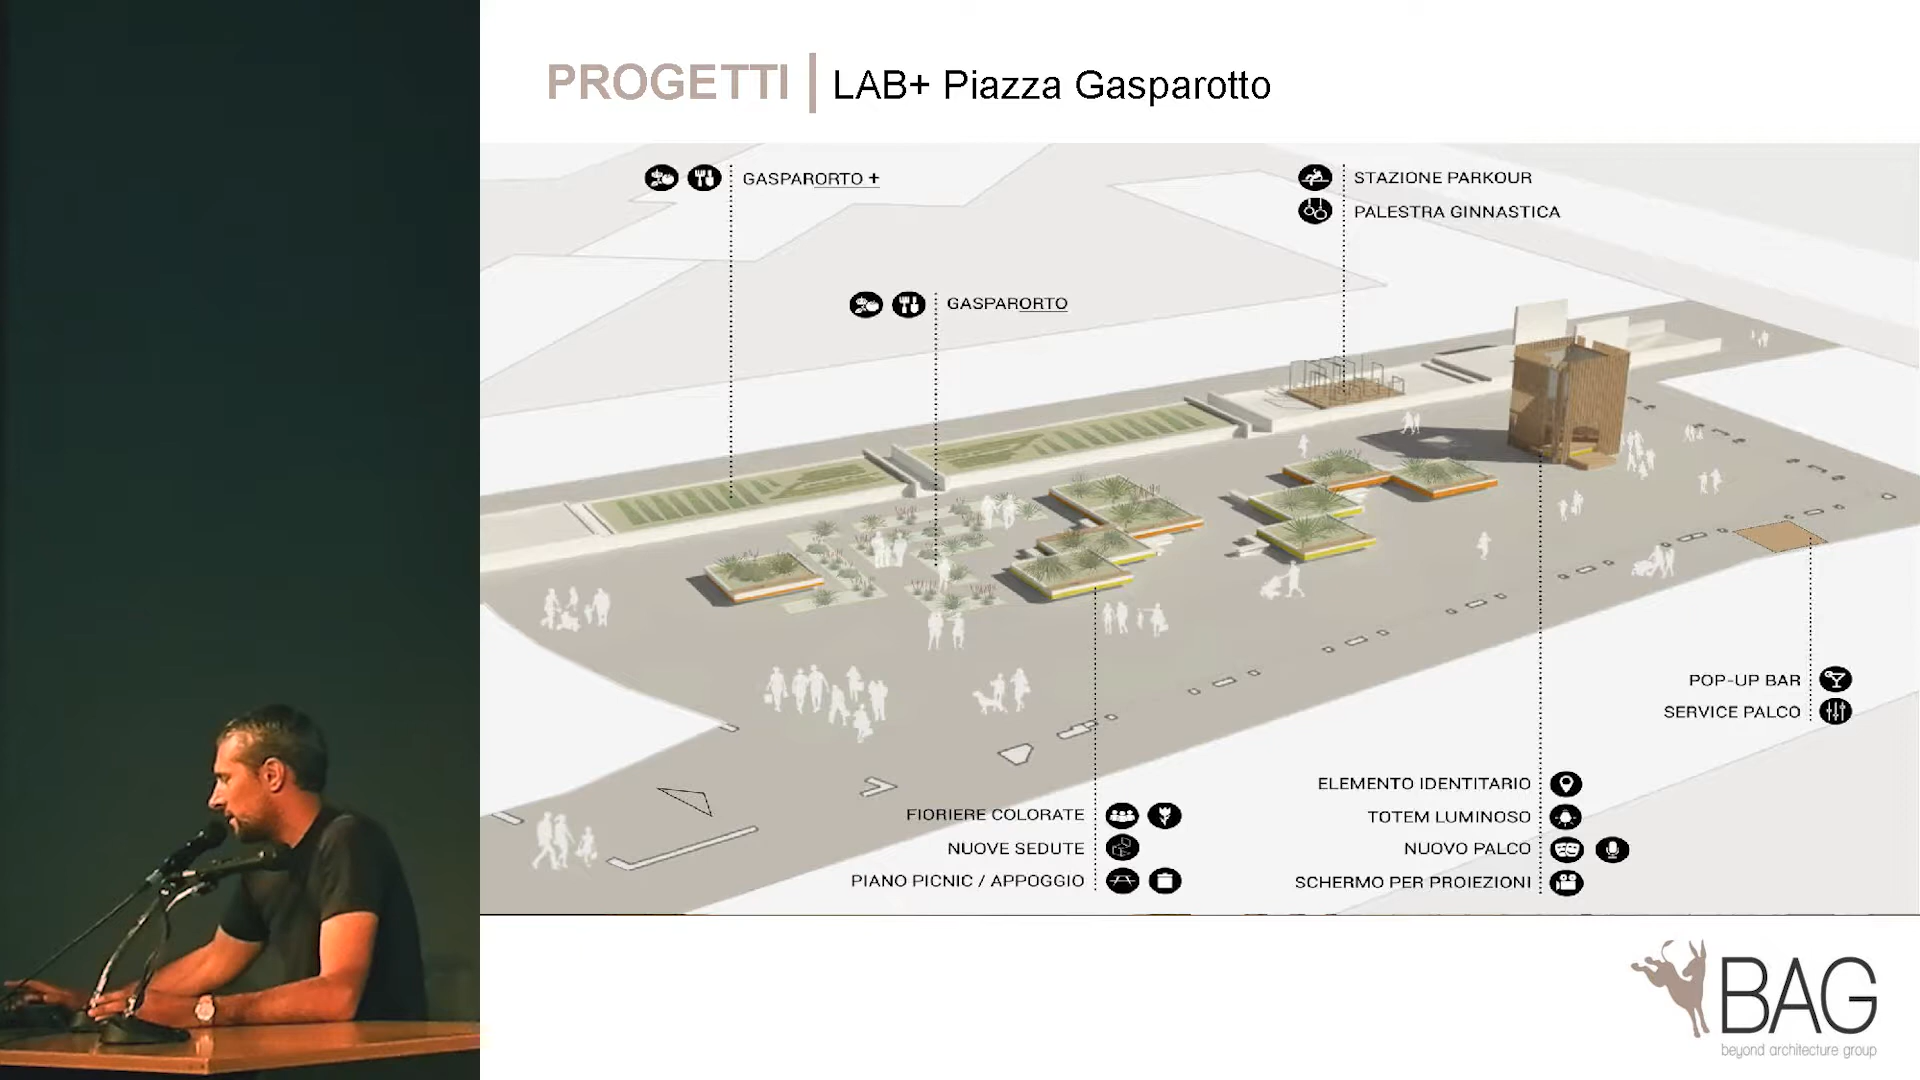 PROGETTI | LAB+ Piazza Gasparotto
GASPARORTO +
STAZIONE PARKOUR
PALESTRA GINNASTICA
GASPARORTO
POP-UP BAR
SERVICE PALCO
FIORIERE COLORATE
NUOVE SEDUTE
PIANO PICNIC / APPOGGIO
ELEMENTO IDENTITARIO
TOTEM LUMINOSO
NUOVO PALCO
SCHERMO PER PROIEZIONI
BAG
beyond architecture group